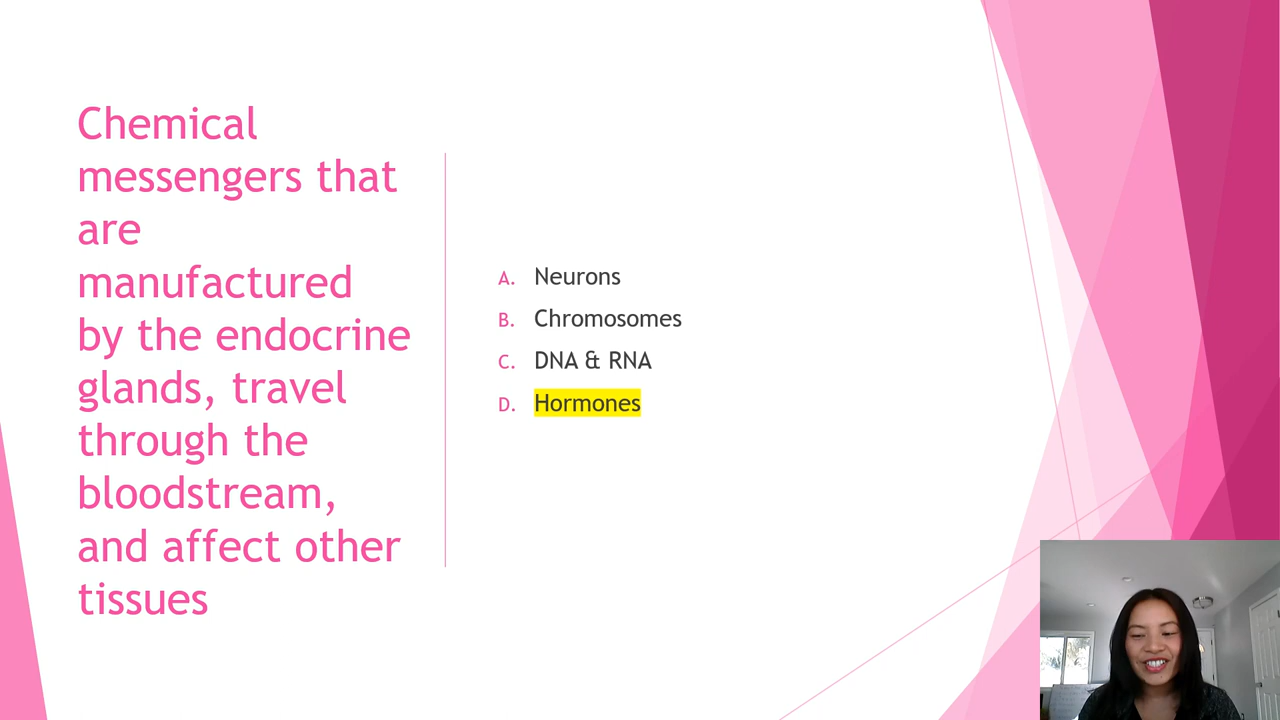 Chemical
messengers that
are
manufactured
by the endocrine
glands, travel
through the
bloodstream,
and affect other
tissues
A. Neurons
B. Chromosomes
C. DNA & RNA
D. Hormones